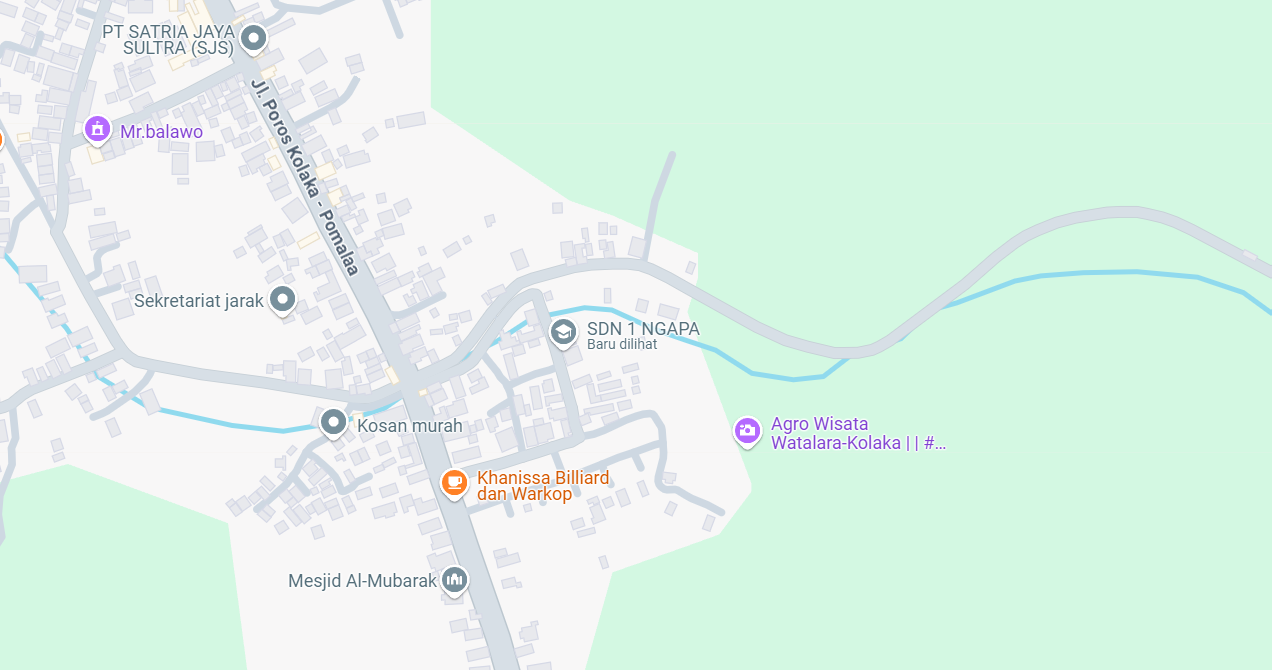 PT SATRIA JAYA
SULTRA (SJS)
Jl. Poros Kolaka - Pomalaa
Mr.balawo
Sekretariat jarak
SDN 1 NGAPA
Baru dilihat
Kosan murah
Agro Wisata
Watalara-Kolaka | | #...
Khanissa Billiard
dan Warkop
Mesjid Al-Mubarak